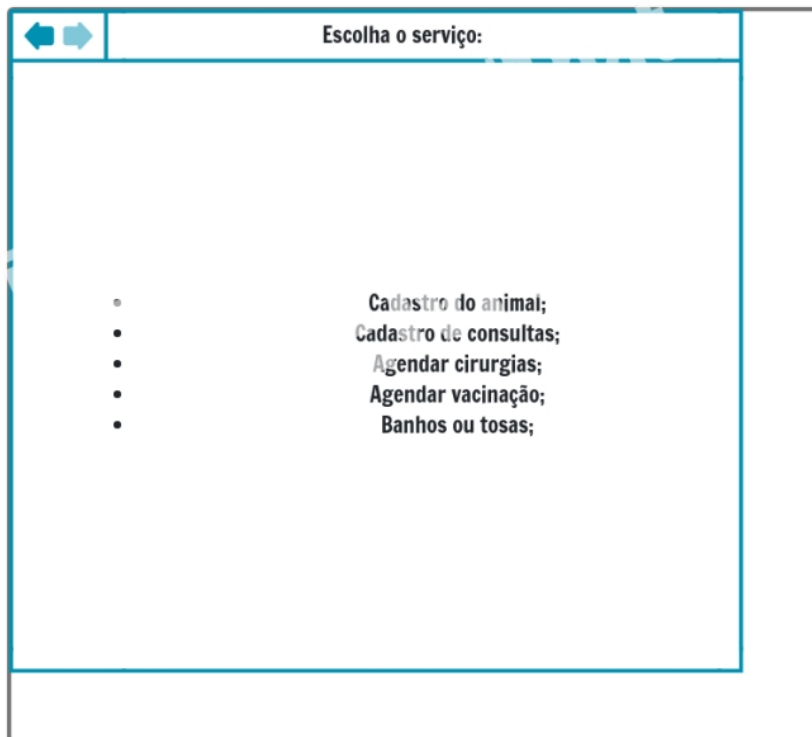 Escolha o serviço:
• Cadastro do animal;
• Cadastro de consultas;
• Agendar cirurgias;
• Agendar vacinação;
• Banhos ou tosas;